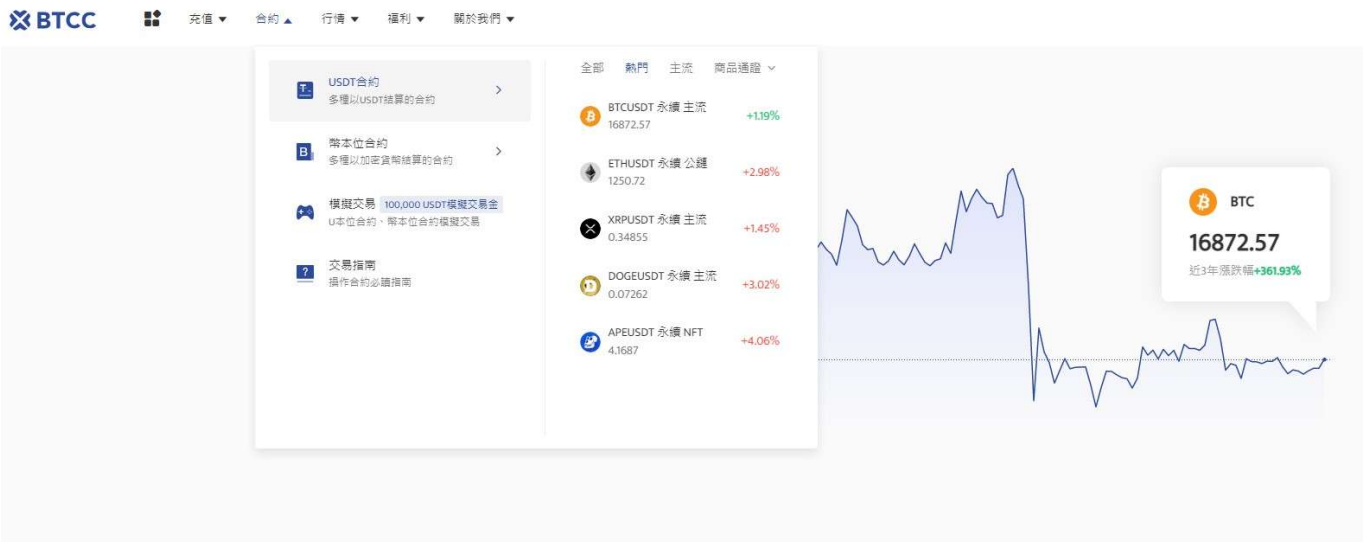 BTCC
充值 合約 行情 福利 關於我們
USDT合約
多種以USDT結算的合約
幣本位合約
多種以加密貨幣結算的合約
模擬交易 100,000 USDT模擬交易金
U本位合約、幣本位合約模擬交易
交易指南
操作合約必讀指南
全部 熱門 主流 商品通證
BTCUSDT 永續 主流
16872.57
+1.19%
ETHUSDT 永續 公鏈
1250.72
+2.98%
XRPUSDT 永續 主流
0.34855
+1.45%
DOGEUSDT 永續 主流
0.07262
+3.02%
APEUSDT 永續 NFT
4.1687
+4.06%
BTC
16872.57
近3年漲跌幅+361.93%